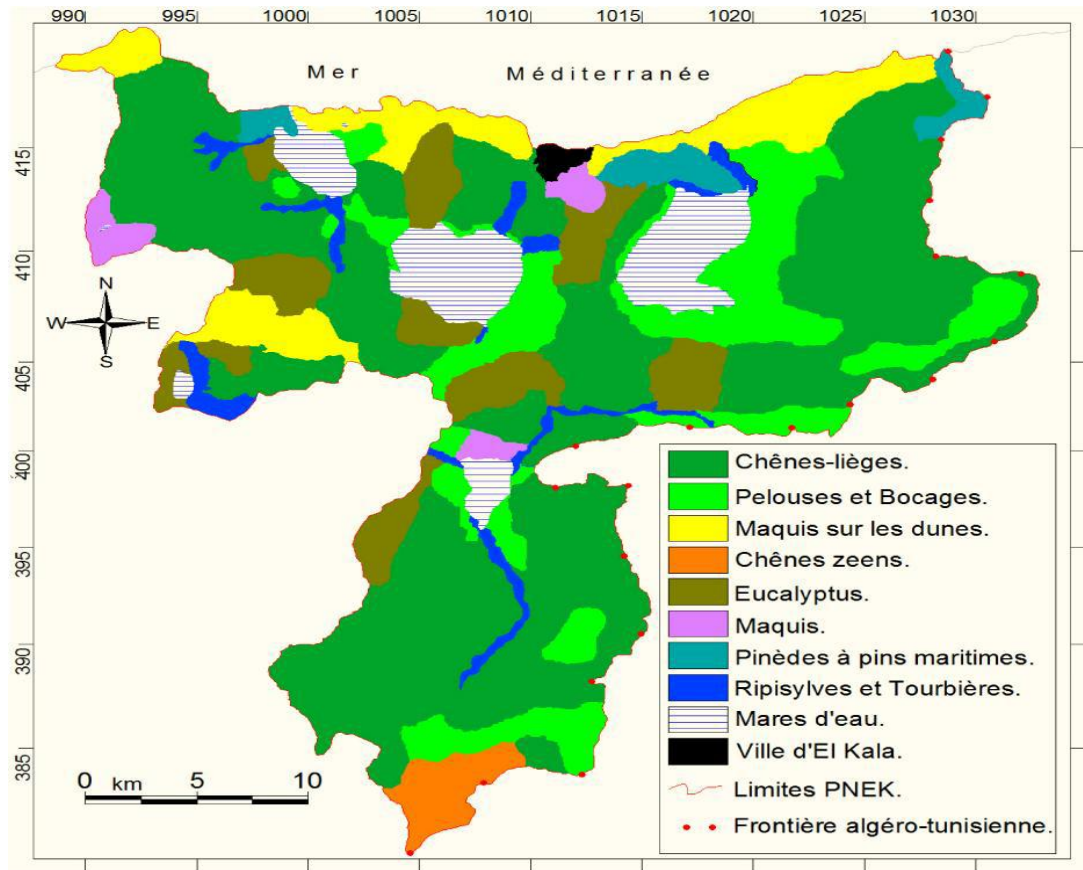 990 995 1000 1005 1010 1015 1020 1025 1030
Mer Méditerranée
415
410
405
400
395
390
385
N
W E
S
0 km 5 10
Chênes-lièges.
Pelouses et Bocages.
Maquis sur les dunes.
Chênes zeens.
Eucalyptus.
Maquis.
Pinèdes à pins maritimes.
Ripisylves et Tourbières.
Mares d'eau.
Ville d'El Kala.
Limites PNEK.
Frontière algéro-tunisienne.